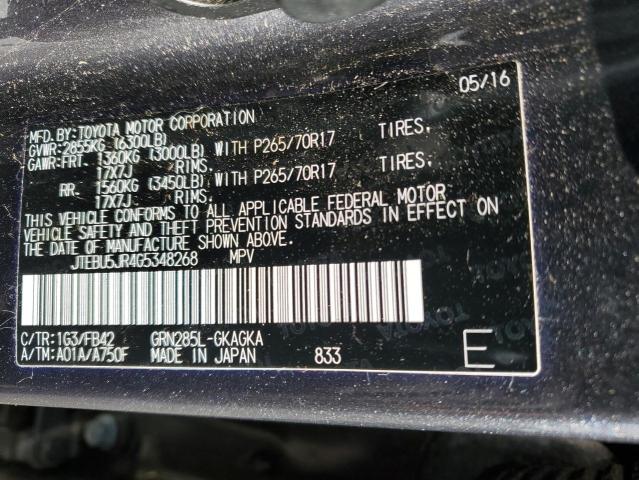 05/16
MFD.BY:TOYOTA MOTOR CORPORATION
GVWR:2855KG (6300LB)
GAWR:FRT. 1360KG (3000LB) WITH P265/70R17 TIRES,
17X7J RIMS,
RR. 1560KG (3450LB) WITH P265/70R17 TIRES,
17X7J RIMS.
THIS VEHICLE CONFORMS TO ALL APPLICABLE FEDERAL MOTOR
VEHICLE SAFETY AND THEFT PREVENTION STANDARDS IN EFFECT ON
THE DATE OF MANUFACTURE SHOWN ABOVE.
JTEBU5JR4G5348268 MPV
C/TR:1G3/FB42 GRN285L-GKAGKA
A/TM:A01A/A750F MADE IN JAPAN 833 E